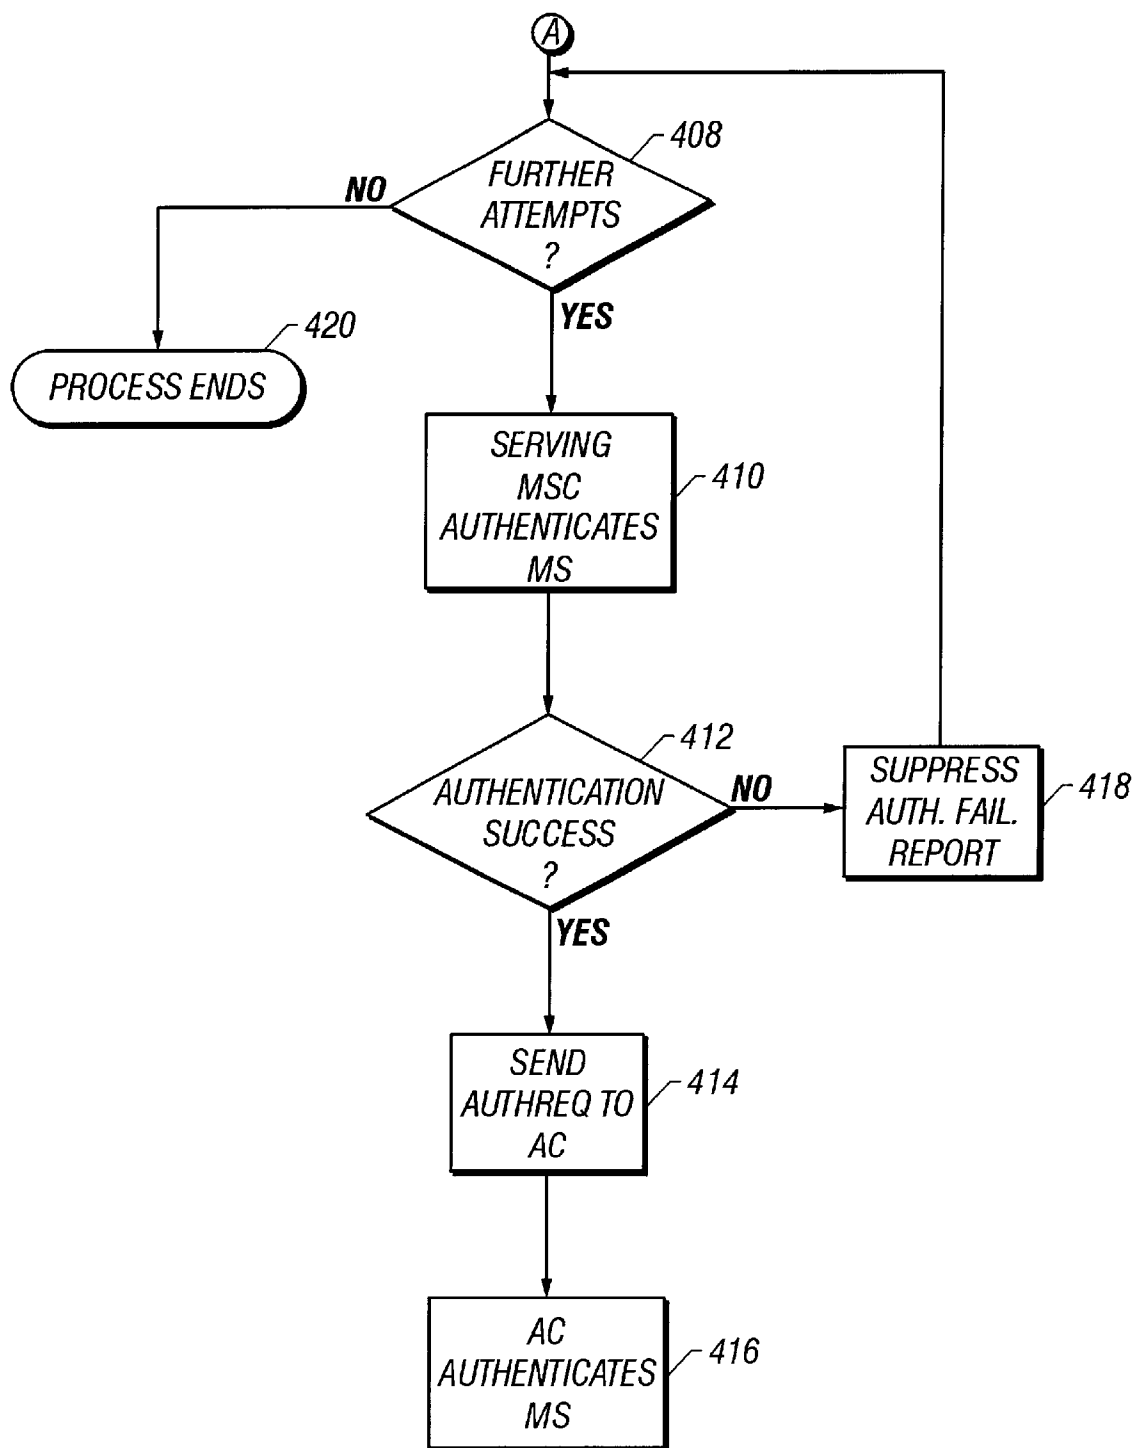 A
408
FURTHER
ATTEMPTS
?
NO
YES
420
PROCESS ENDS
SERVING
MSC
AUTHENTICATES
MS
410
412
AUTHENTICATION
SUCCESS
?
NO
SUPPRESS
AUTH. FAIL.
REPORT
418
YES
SEND
AUTHREQ TO
AC
414
AC
AUTHENTICATES
MS
416